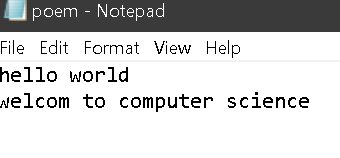 poem - Notepad
File Edit Format View Help
hello world
welcom to computer science